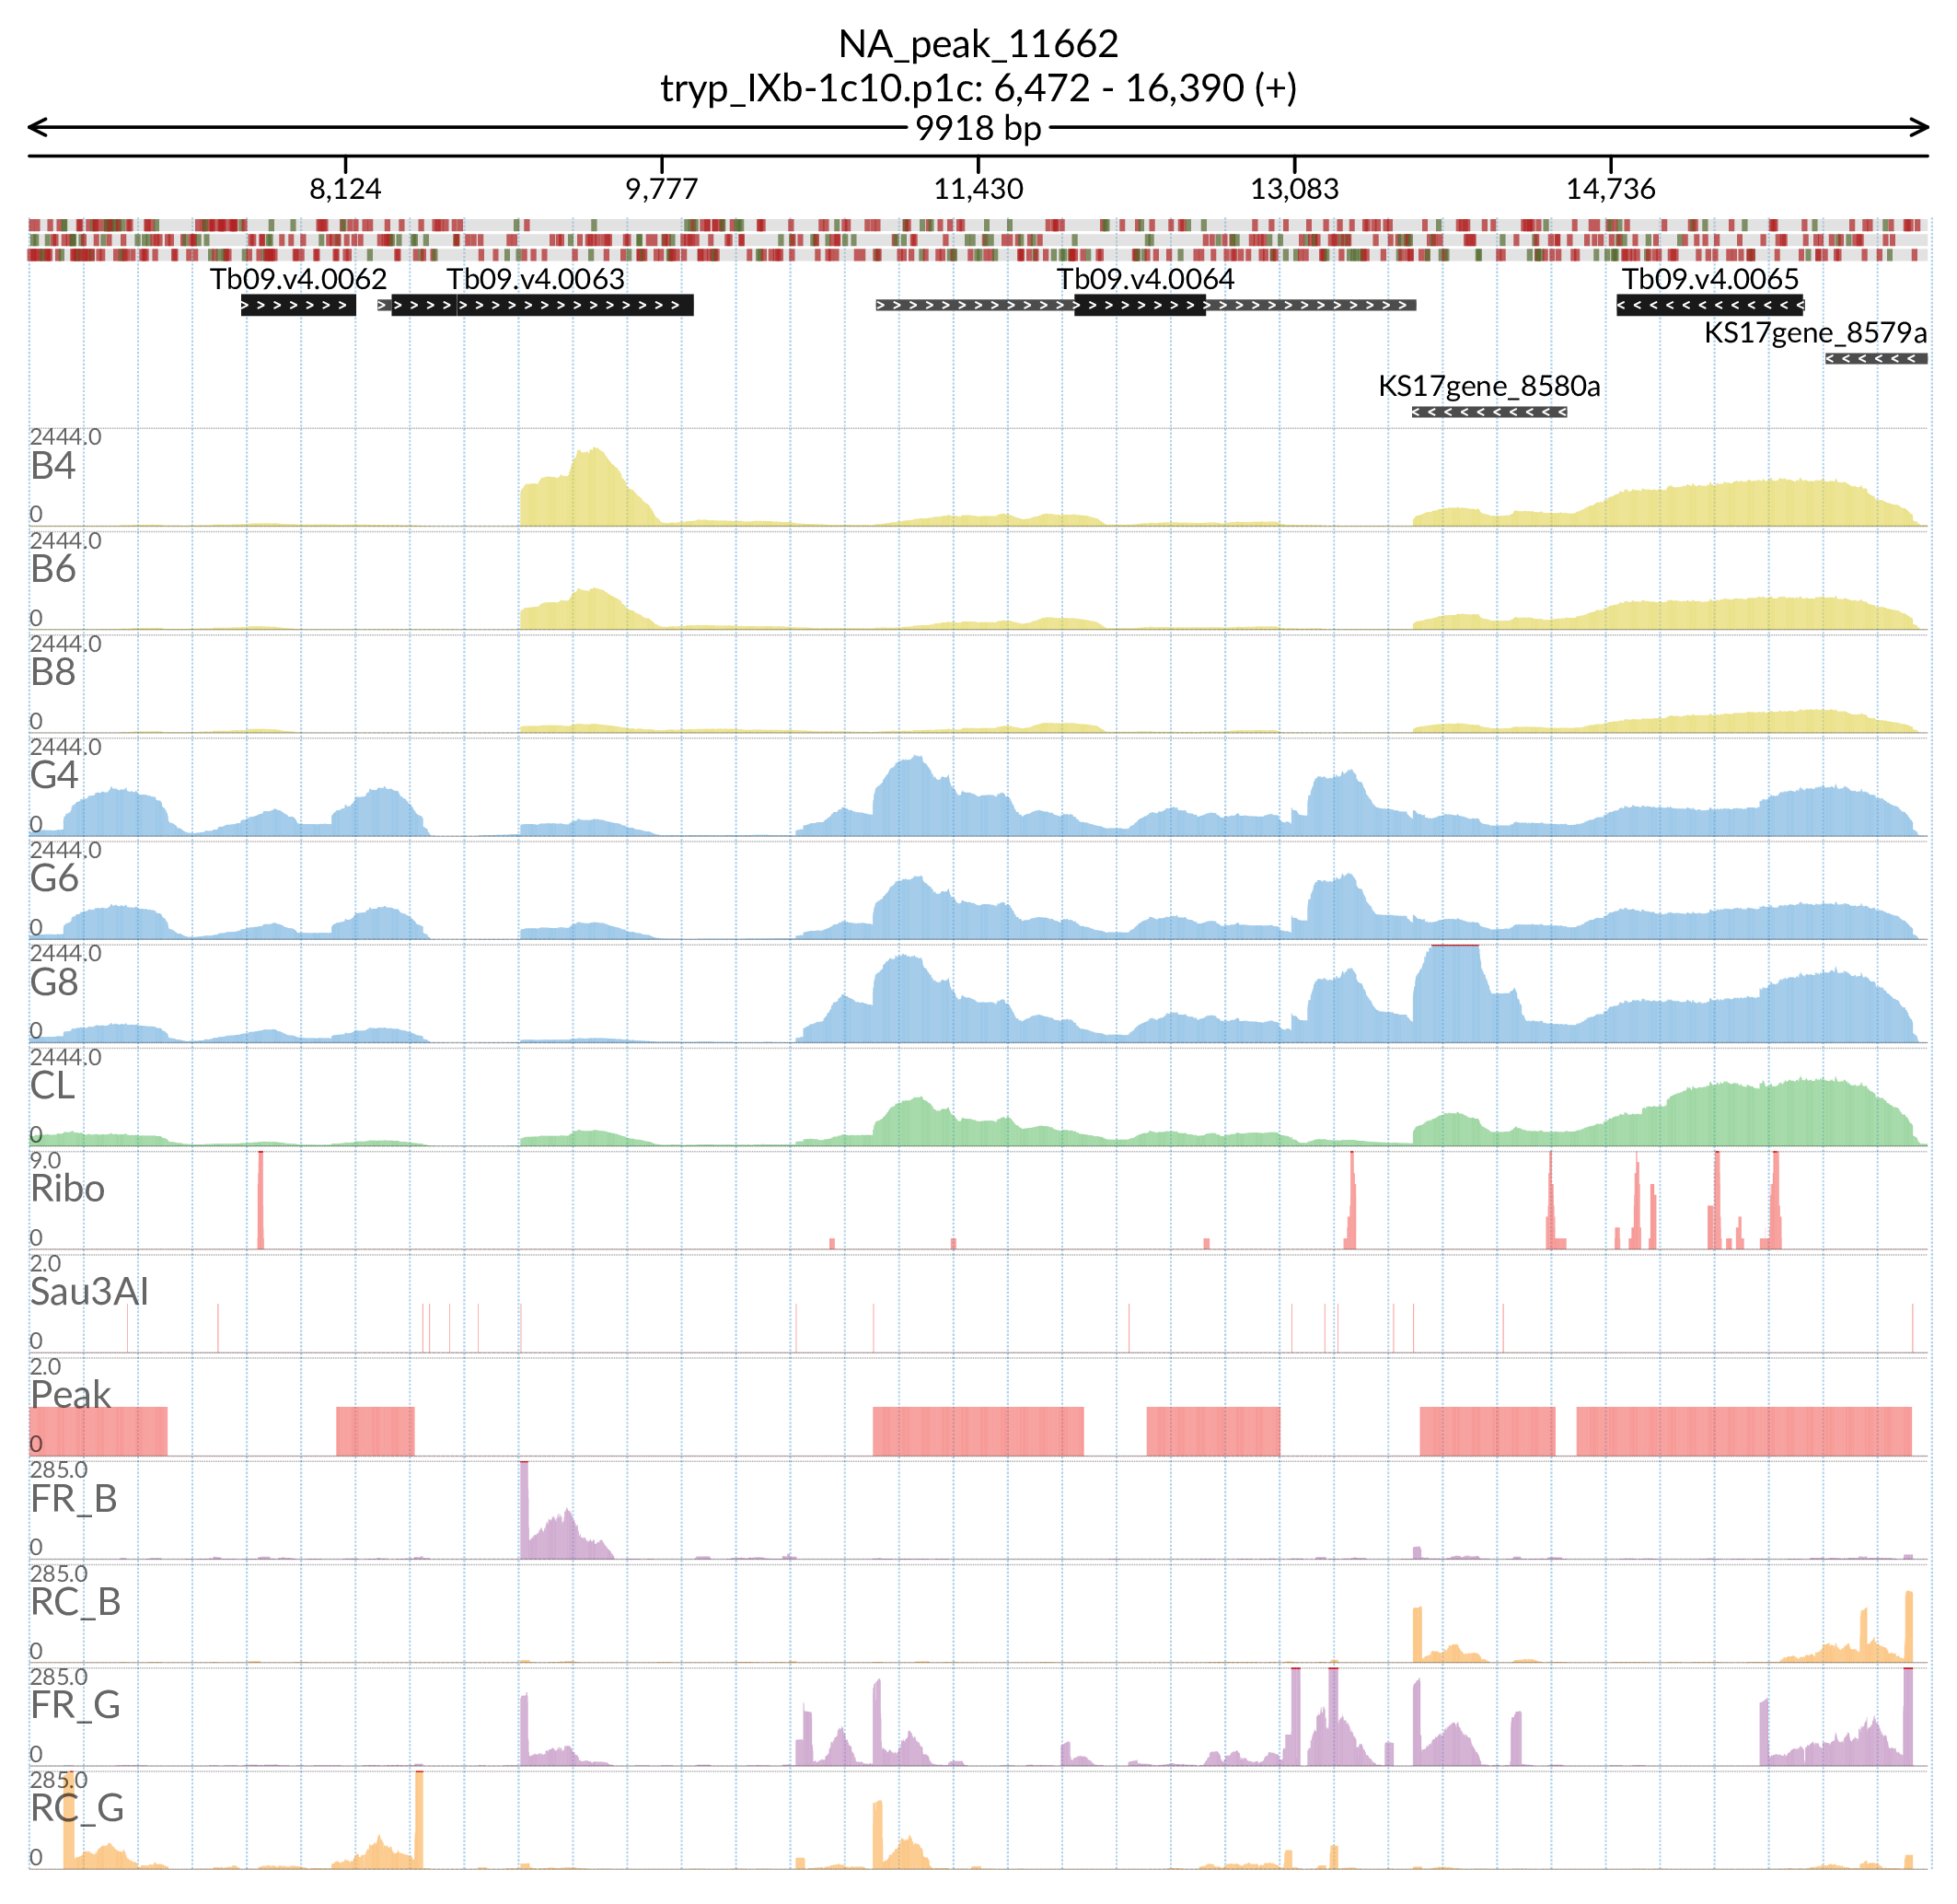 NA_peak_11662
tryp_IXb-1c10.p1c: 6,472 - 16,390 (+)
9918 bp
8,124 9,777 11,430 13,083 14,736
Tb09.v4.0062 Tb09.v4.0063 Tb09.v4.0064 Tb09.v4.0065
KS17gene_8579a
KS17gene_8580a
2444.0
B4
0
2444.0
B6
0
2444.0
B8
0
2444.0
G4
0
2444.0
G6
0
2444.0
G8
0
2444.0
CL
0
9.0
Ribo
0
2.0
Sau3AI
0
2.0
Peak
0
285.0
FR_B
0
285.0
RC_B
0
285.0
FR_G
0
285.0
RC_G
0